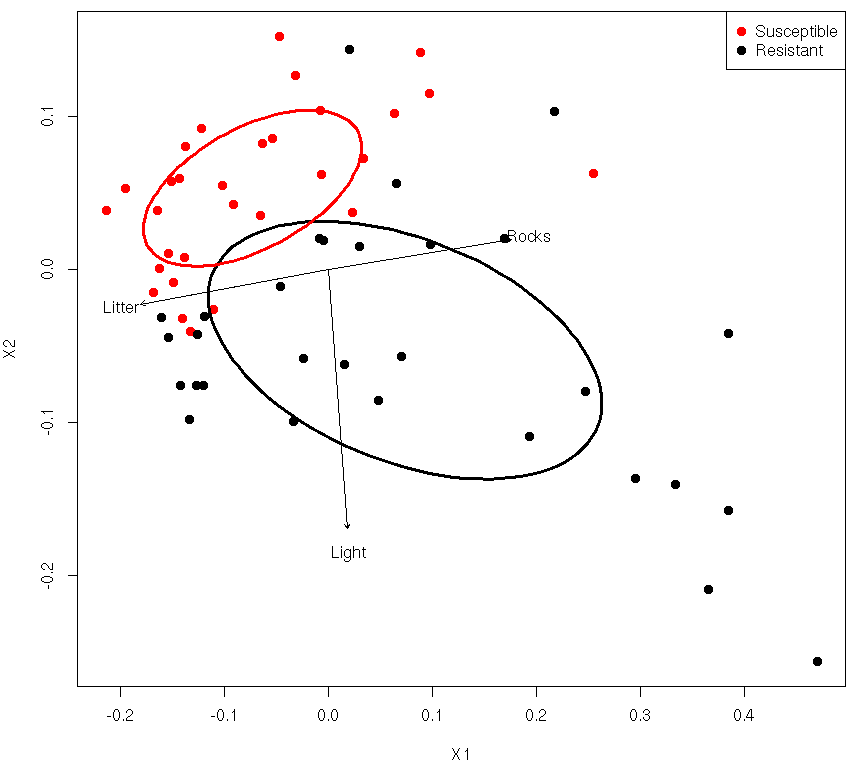 Susceptible
Resistant
0.1
0.0
-0.1
-0.2
X2
Rocks
Litter
Light
-0.2
-0.1
0.0
0.1
0.2
0.3
0.4
X1